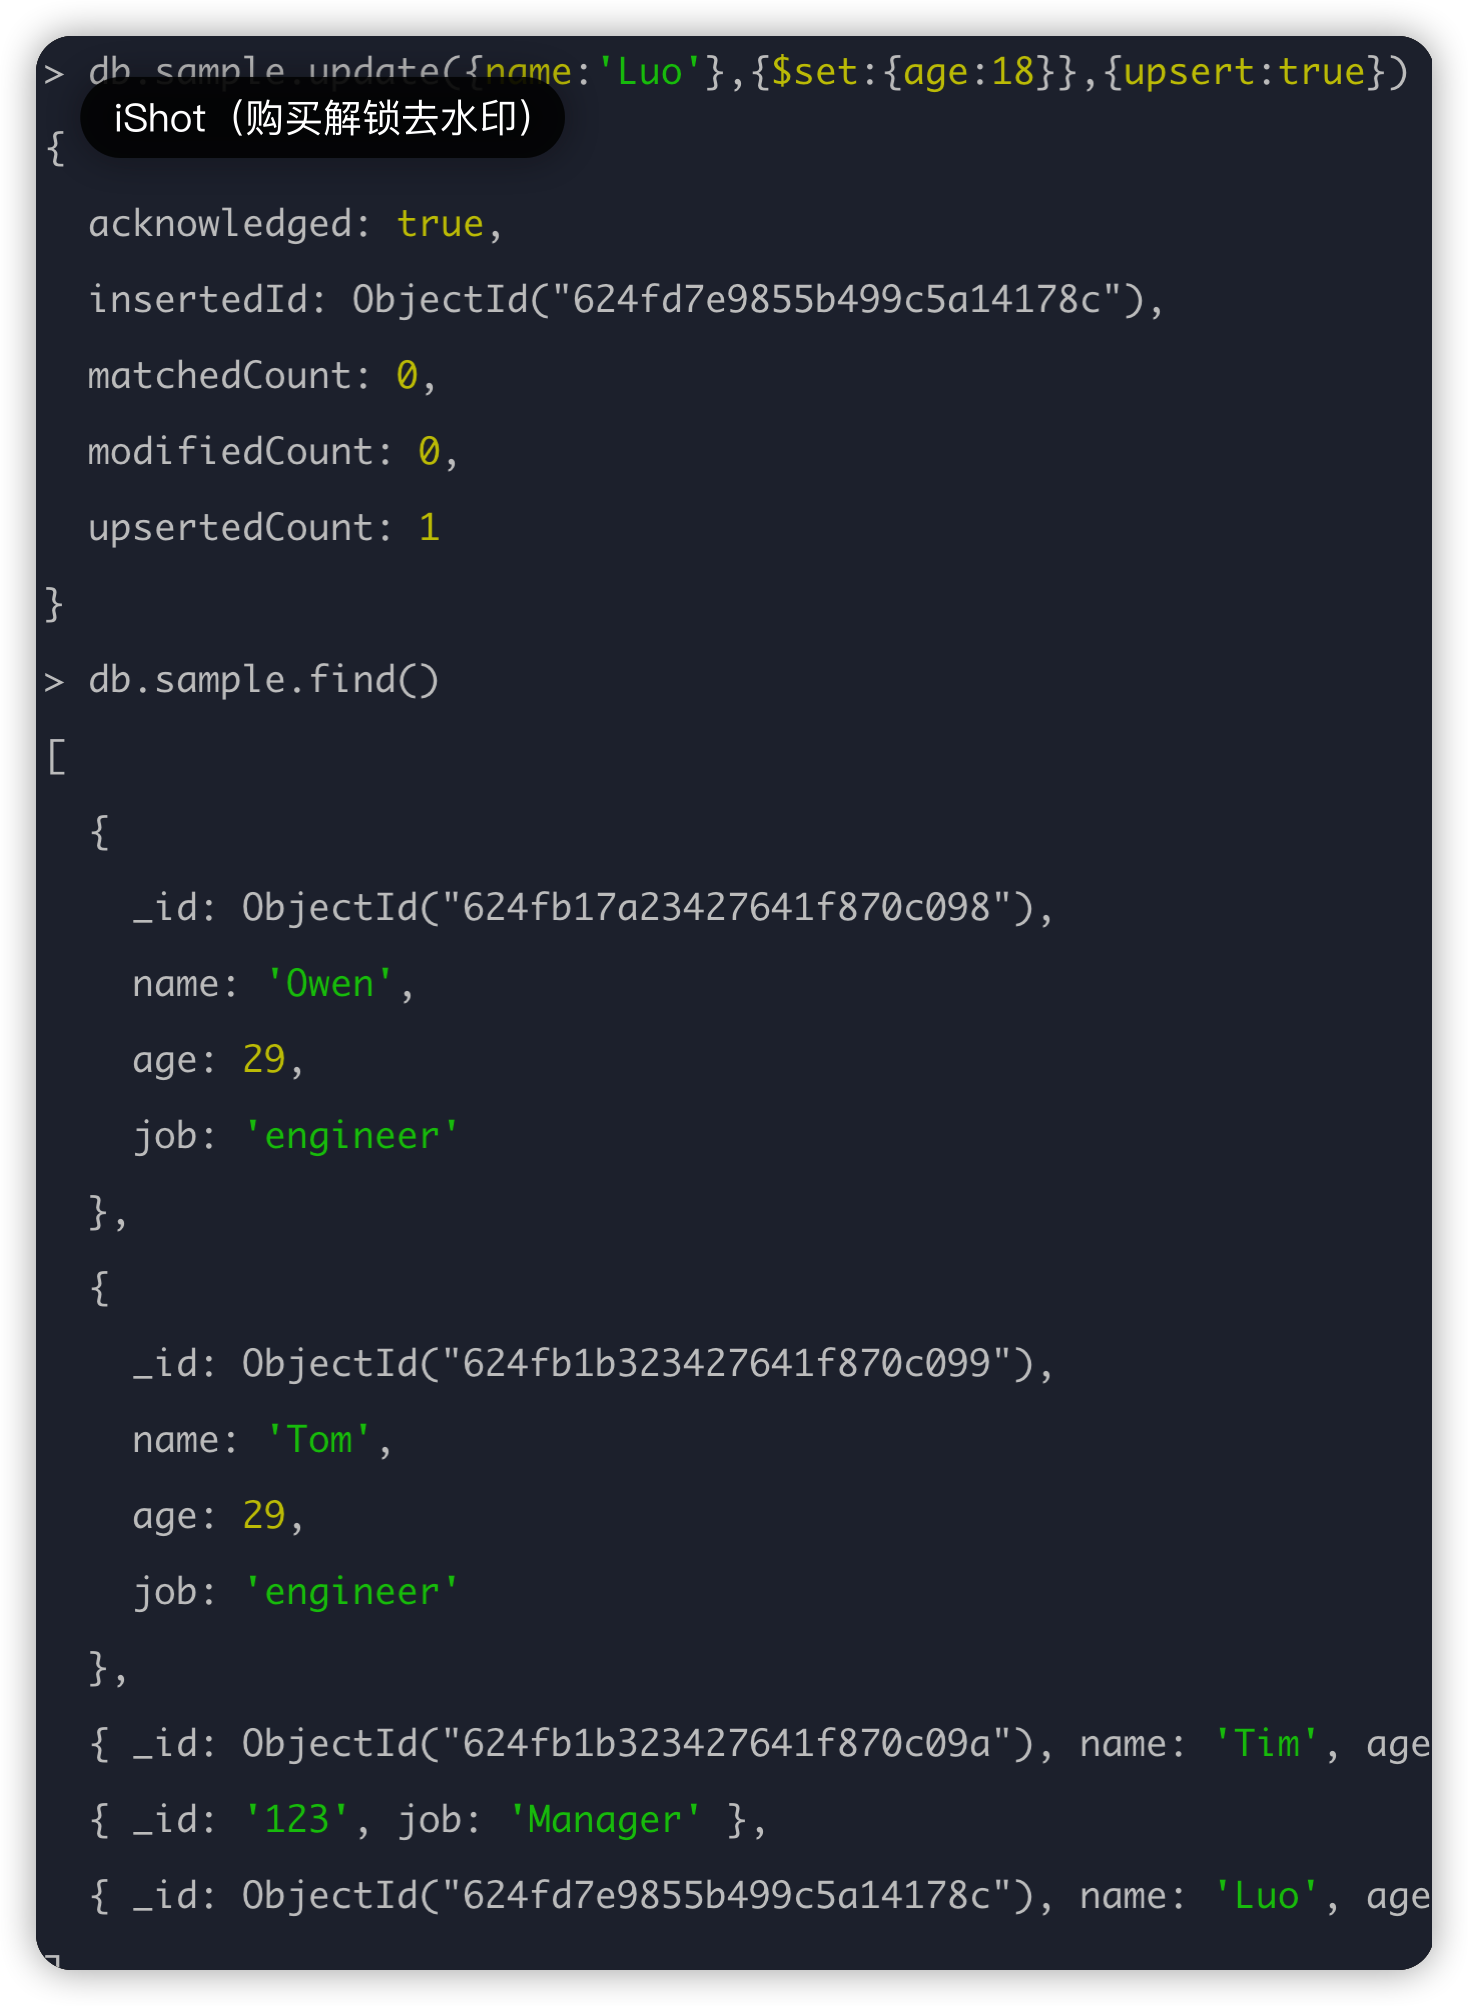 > db.sample.update({name:'Luo'},{$set:{age:18}},{upsert:true})
iShot（购买解锁去水印）
{
  acknowledged: true,
  insertedId: ObjectId("624fd7e9855b499c5a14178c"),
  matchedCount: 0,
  modifiedCount: 0,
  upsertedCount: 1
}
> db.sample.find()
[
  {
    _id: ObjectId("624fb17a23427641f870c098"),
    name: 'Owen',
    age: 29,
    job: 'engineer'
  },
  {
    _id: ObjectId("624fb1b323427641f870c099"),
    name: 'Tom',
    age: 29,
    job: 'engineer'
  },
  { _id: ObjectId("624fb1b323427641f870c09a"), name: 'Tim', age
  { _id: '123', job: 'Manager' },
  { _id: ObjectId("624fd7e9855b499c5a14178c"), name: 'Luo', age
]